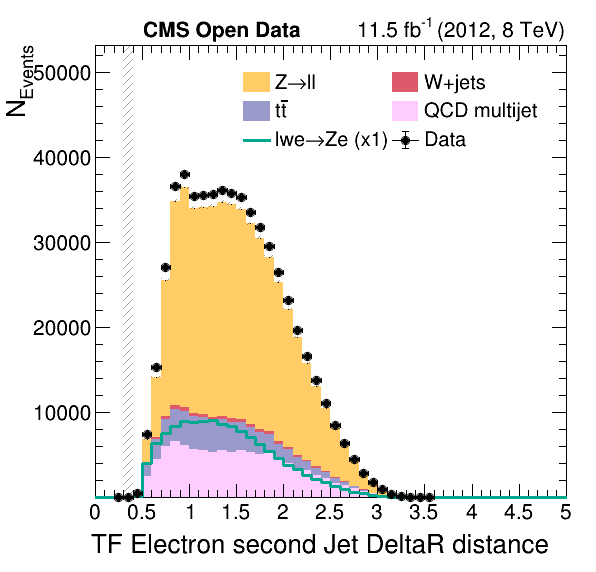 CMS Open Data 11.5 fb⁻¹ (2012, 8 TeV)
N_Events
50000
40000
30000
20000
10000
Z→ll W+jets
tt̄ QCD multijet
lwe→Ze (x1) Data
0 0.5 1 1.5 2 2.5 3 3.5 4 4.5 5
TF Electron second Jet DeltaR distance